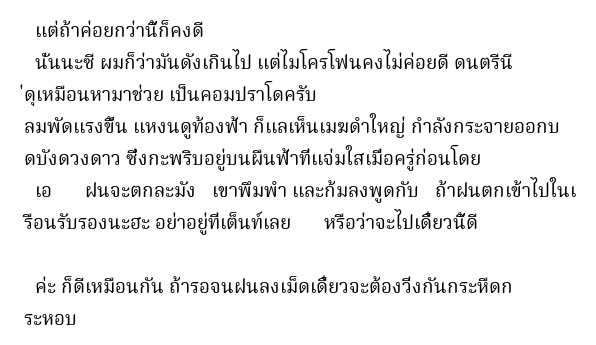 แต่ถ้าค่อยกว่านี้ก็คงดี
นั่นนะซี ผมก็ว่ามันดังเกินไป แต่ไมโครโฟนคงไม่ค่อยดี ดนตรีนี
่ดุเหมือนหามาช่วย เป็นคอมปราโดครับ
ลมพัดแรงขึ้น แหงนดูท้องฟ้า ก็แลเห็นเมฆดำใหญ่ กำลังกระจายออกบ
ดบังดวงดาว ซึ่งกะพริบอยู่บนผืนฟ้าที่แจ่มใสเมื่อครู่ก่อนโดย
เอ ฝนจะตกละมัง เขาพึมพำ และก้มลงพูดกับ ถ้าฝนตกเข้าไปในเ
รือนรับรองนะฮะ อย่าอยู่ที่เต็นท์เลย หรือว่าจะไปเดี๋ยวนี้ดี
ค่ะ ก็ดีเหมือนกัน ถ้ารอจนฝนลงเม็ดเดี๋ยวจะต้องวิ่งกันกระหืดก
ระหอบ